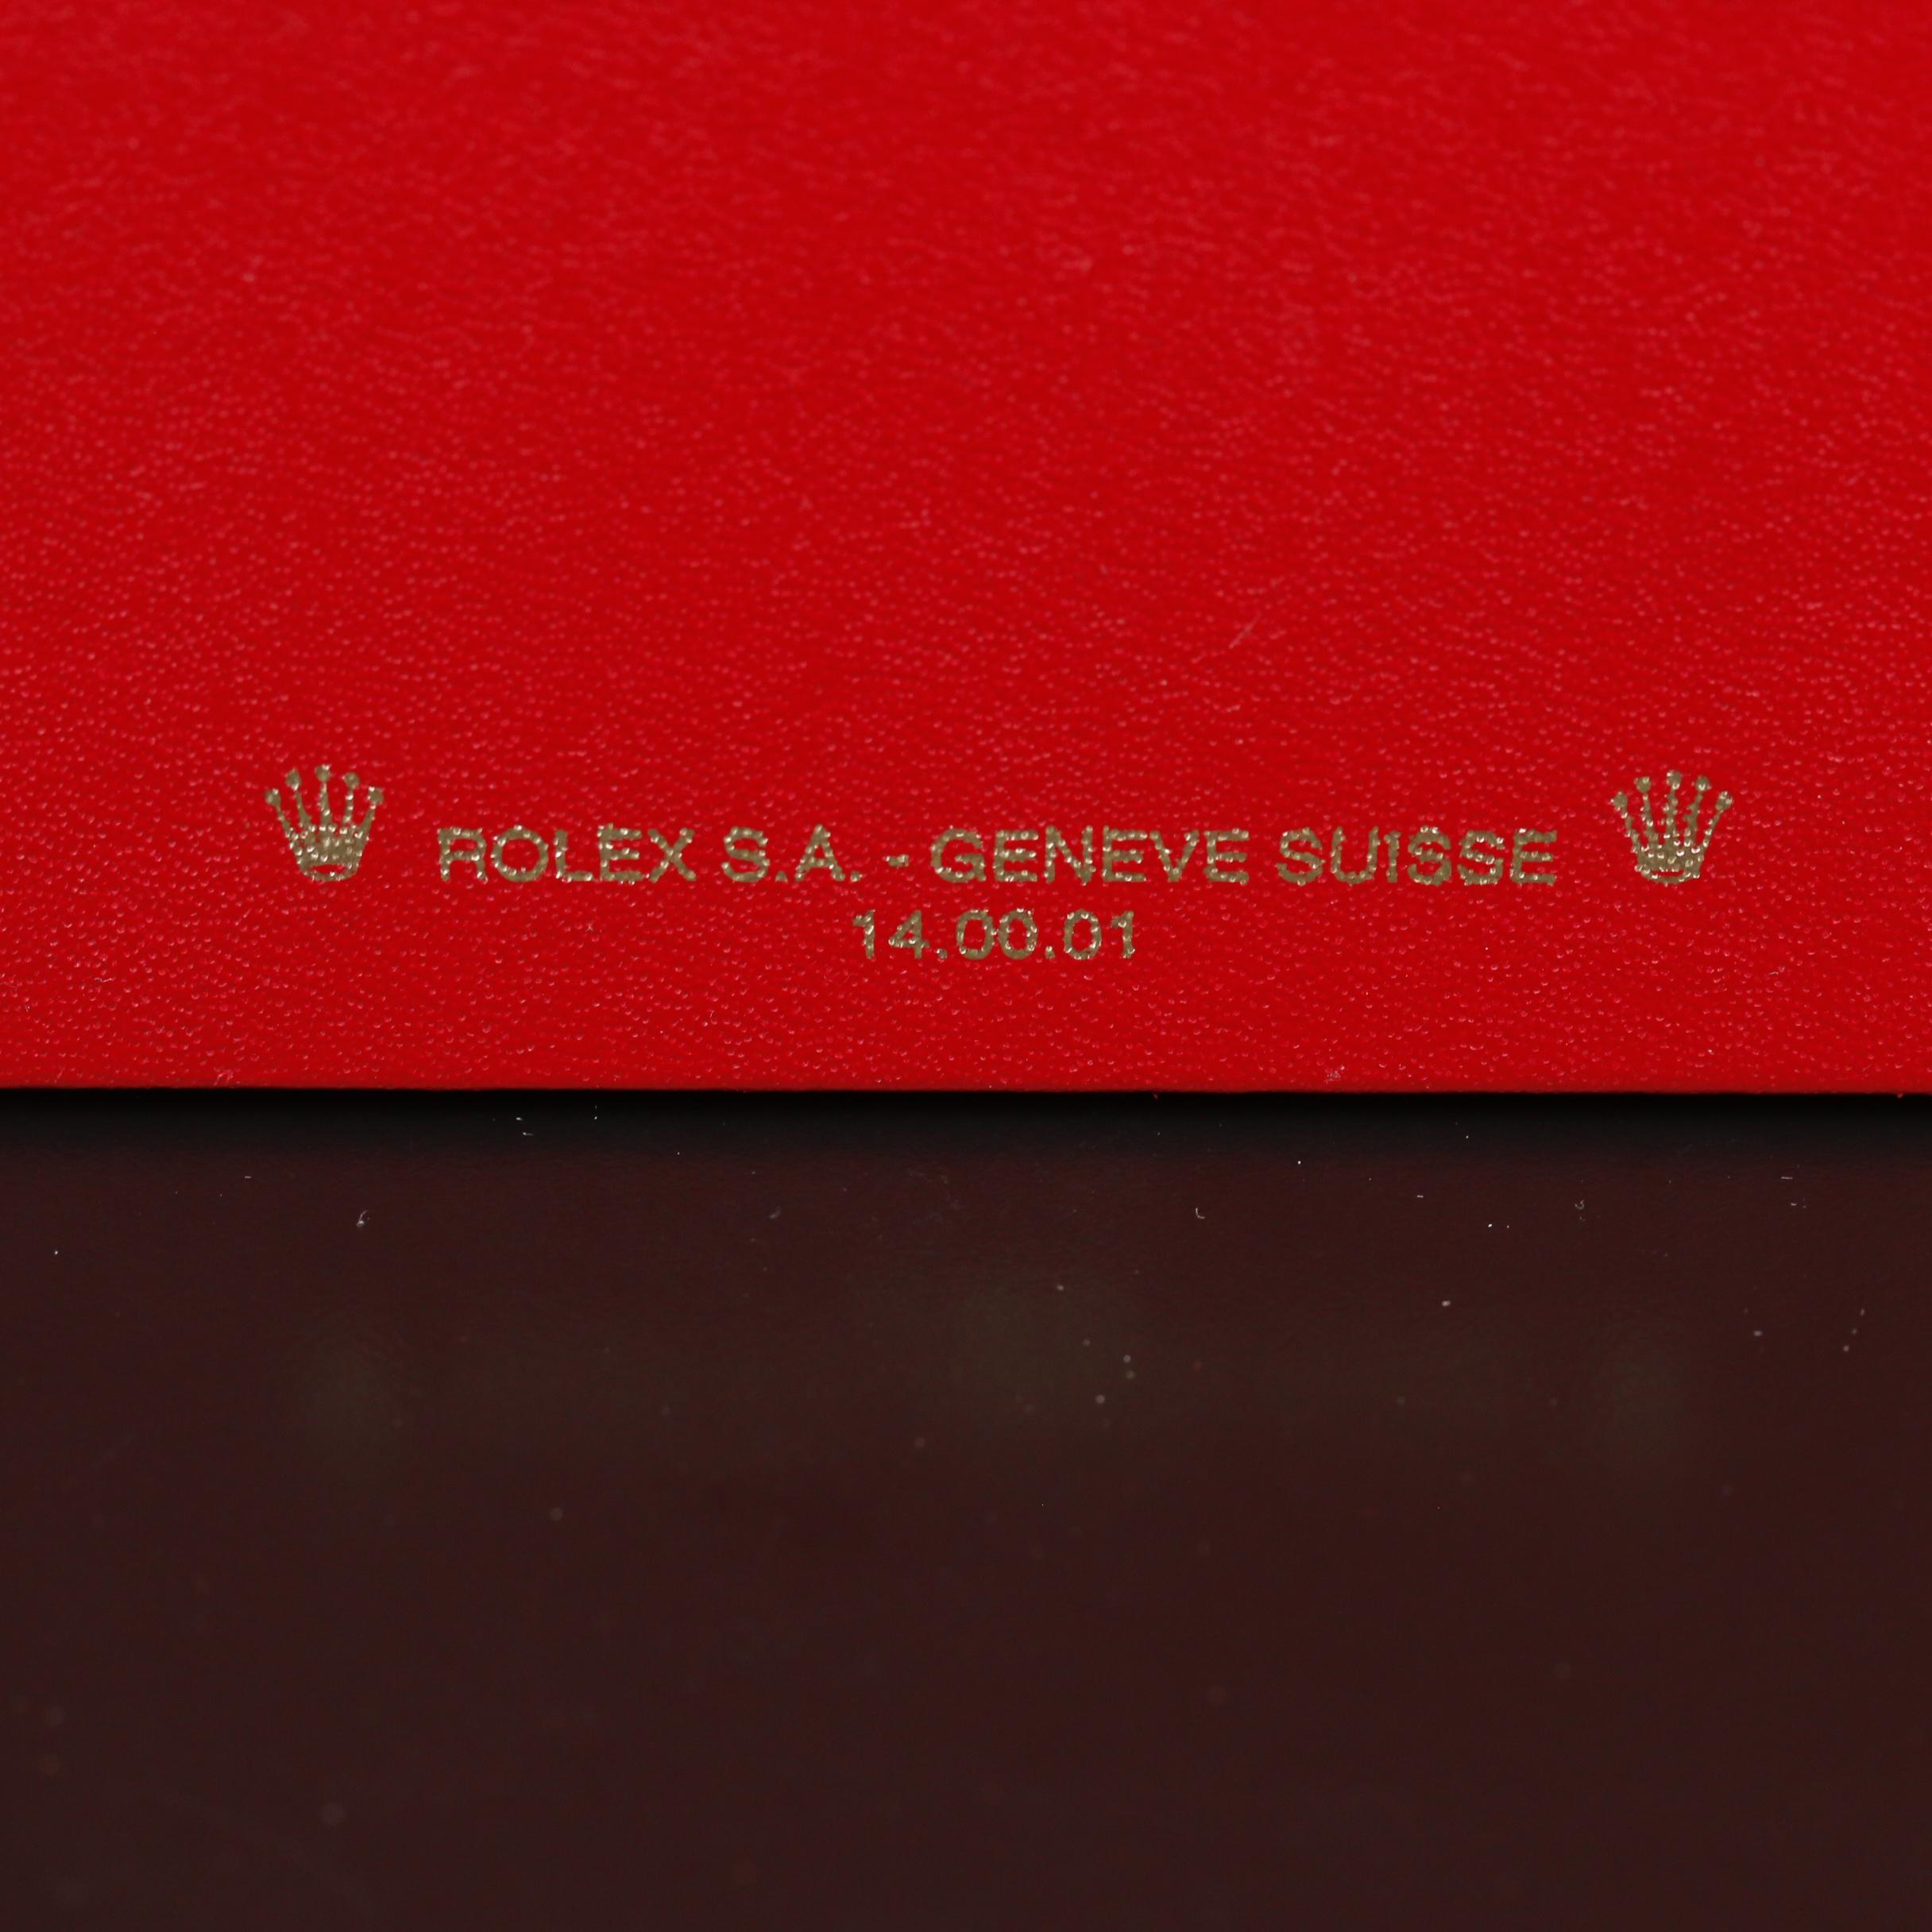 ROLEX S.A. - GENEVE SUISSE
14.00.01